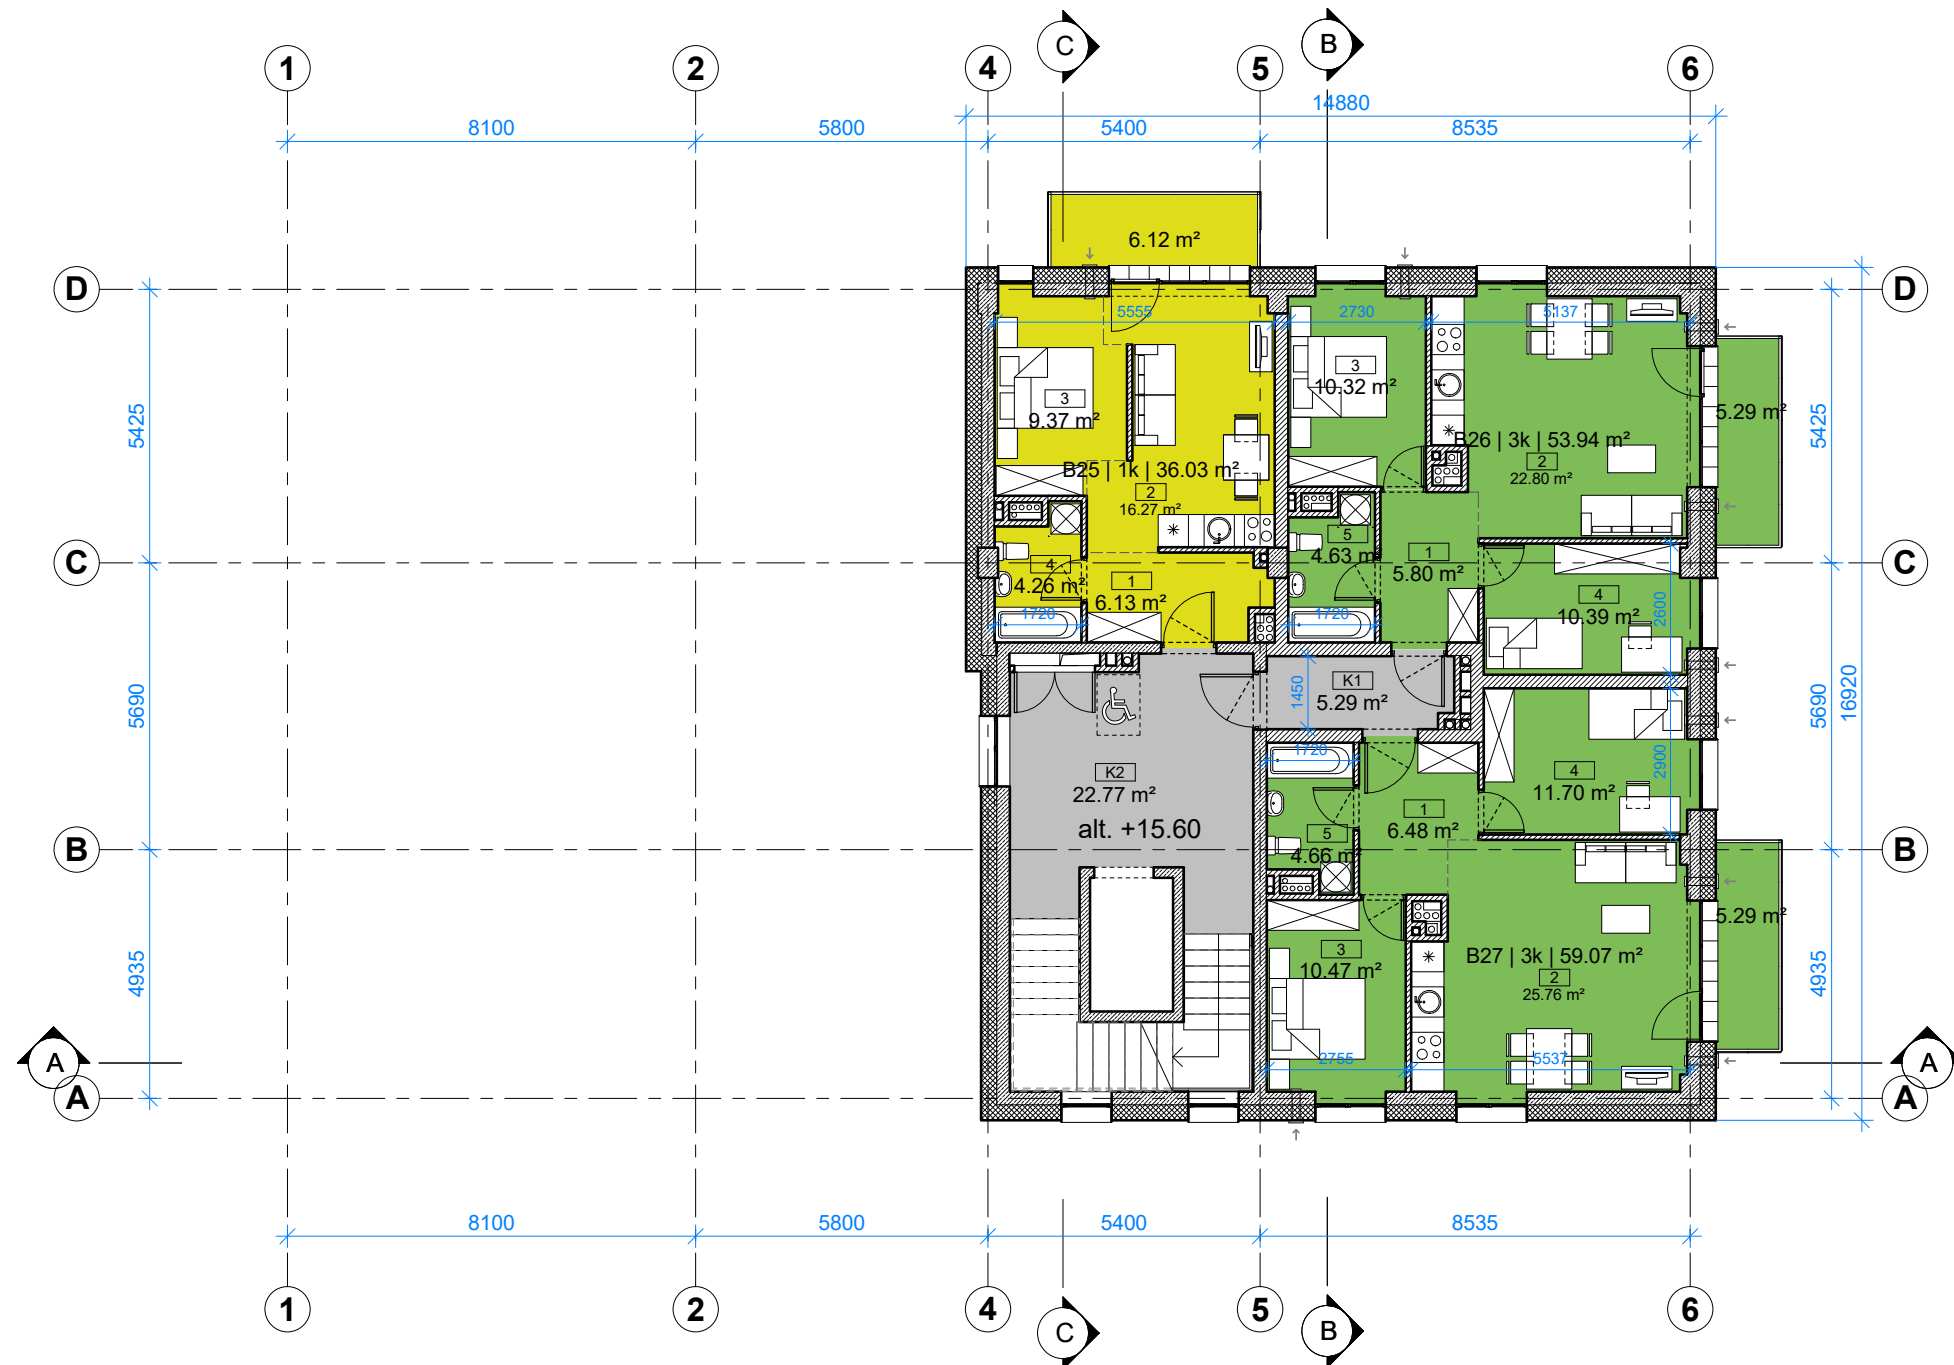 C
B
1
2
4
5
6
14880
8100
5800
5400
8535
6.12 m²
D
D
5555
2730
5137
3
10.32 m²
3
9.37 m²
5.29 m²
5425
5425
B26 | 3k | 53.94 m²
2
22.80 m²
B25 | 1k | 36.03 m²
2
16.27 m²
5
4.63 m²
1
5.80 m²
C
C
4
4.26 m²
1
6.13 m²
4
10.39 m²
2600
1720
1720
K1
5.29 m²
1450
5690
5690
16920
1720
K2
22.77 m²
alt. +15.60
4
11.70 m²
2900
1
6.48 m²
5
4.66 m²
B
B
5.29 m²
3
10.47 m²
B27 | 3k | 59.07 m²
2
25.76 m²
4935
4935
2755
5537
A
A
A
A
8100
5800
5400
8535
1
2
4
5
6
C
B